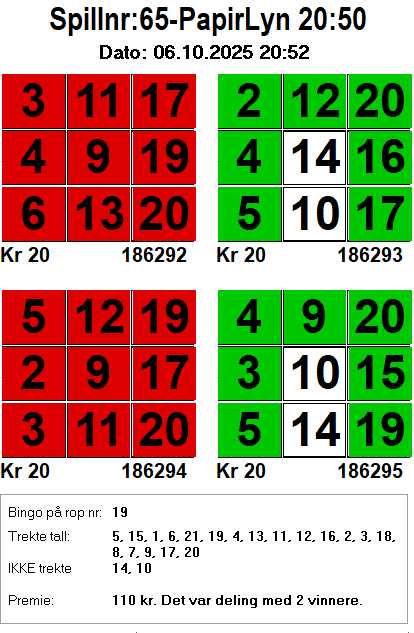 Spillnr:65-PapirLyn 20:50
Dato: 06.10.2025 20:52
3 11 17
4 9 19
6 13 20
Kr 20 186292
2 12 20
4 14 16
5 10 17
Kr 20 186293
5 12 19
2 9 17
3 11 20
Kr 20 186294
4 9 20
3 10 15
5 14 19
Kr 20 186295
Bingo på rop nr: 19
Trekte tall: 5, 15, 1, 6, 21, 19, 4, 13, 11, 12, 16, 2, 3, 18,
8, 7, 9, 17, 20
IKKE trekte 14, 10
Premie: 110 kr. Det var deling med 2 vinnere.